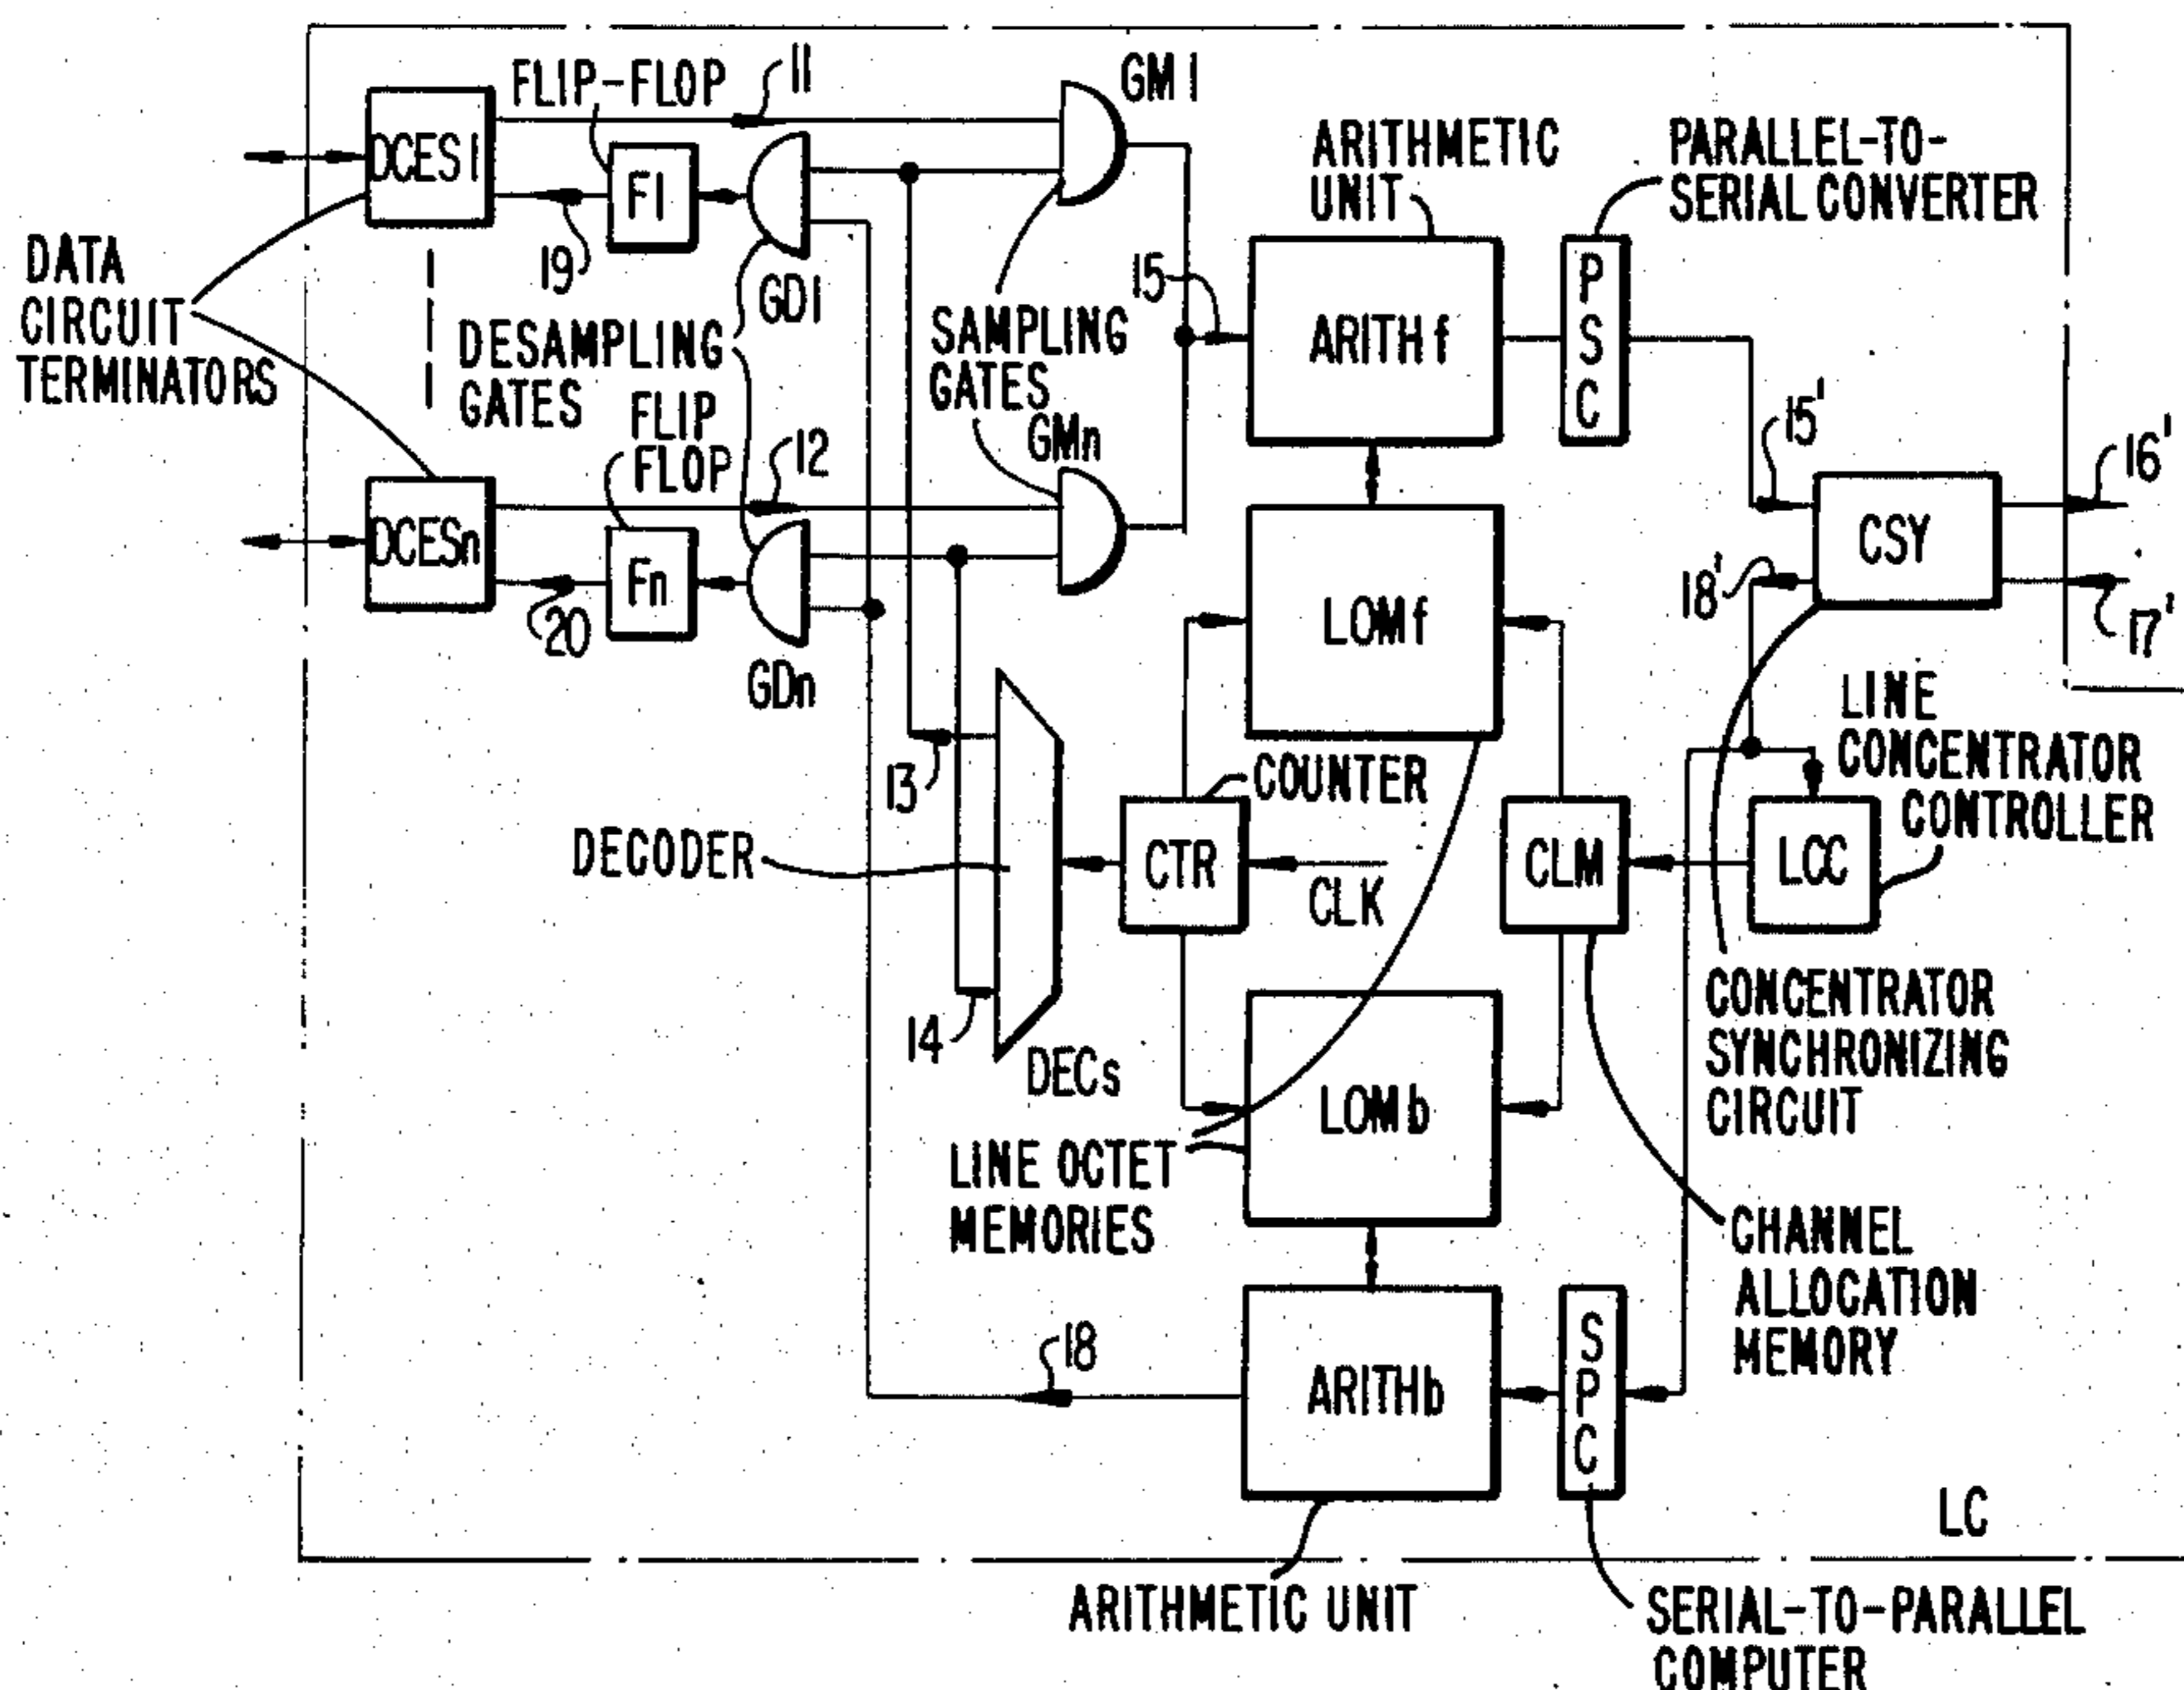 FLIP-FLOP
11
GM1
DCES1
F1
19
GD1
DATA
CIRCUIT
TERMINATORS
DESAMPLING
GATES
SAMPLING
GATES
15
ARITHMETIC
UNIT
ARITHf
PARALLEL-TO-
SERIAL CONVERTER
P
S
C
FLIP
FLOP
12
GMn
DCESn
Fn
20
GDn
LOMf
15'
CSY
16'
18'
17'
13
DECODER
14
DECs
COUNTER
CTR
CLK
CLM
LCC
LINE
CONCENTRATOR
CONTROLLER
CONCENTRATOR
SYNCHRONIZING
CIRCUIT
LOMb
LINE OCTET
MEMORIES
CHANNEL
ALLOCATION
MEMORY
18
ARITHb
S
P
C
LC
ARITHMETIC UNIT
SERIAL-TO-PARALLEL
COMPUTER